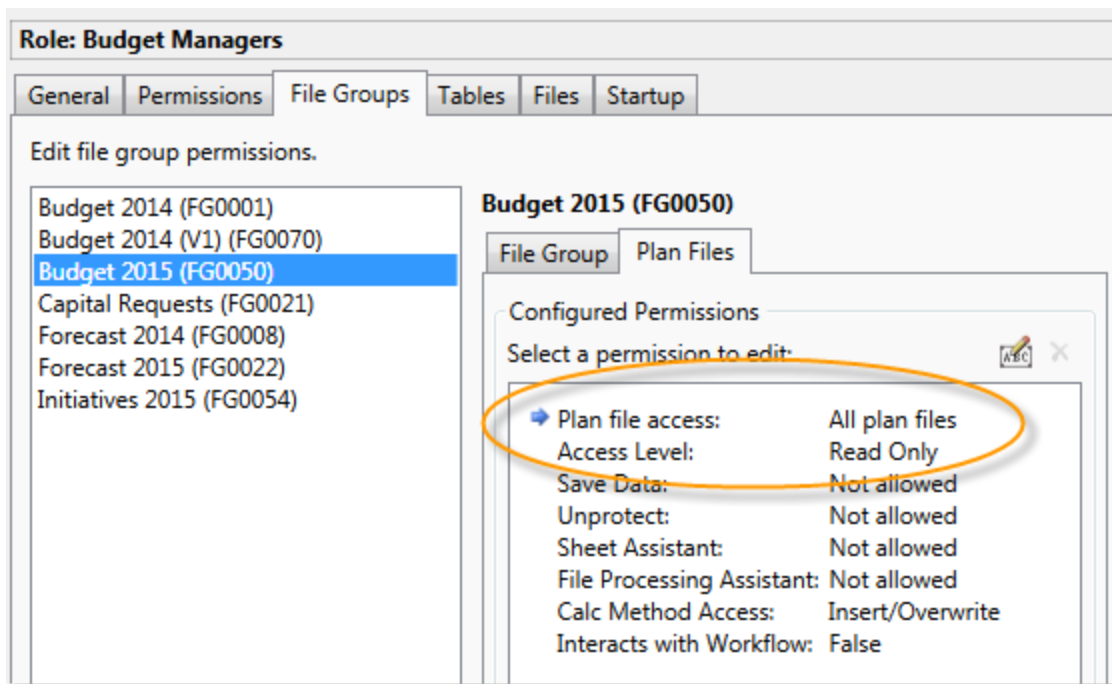 Role: Budget Managers
General Permissions File Groups Tables Files Startup
Edit file group permissions.
Budget 2014 (FG0001)
Budget 2014 (V1) (FG0070)
Budget 2015 (FG0050)
Capital Requests (FG0021)
Forecast 2014 (FG0008)
Forecast 2015 (FG0022)
Initiatives 2015 (FG0054)
Budget 2015 (FG0050)
File Group Plan Files
Configured Permissions
Select a permission to edit:
ABC
Plan file access: All plan files
Access Level: Read Only
Save Data: Not allowed
Unprotect: Not allowed
Sheet Assistant: Not allowed
File Processing Assistant: Not allowed
Calc Method Access: Insert/Overwrite
Interacts with Workflow: False